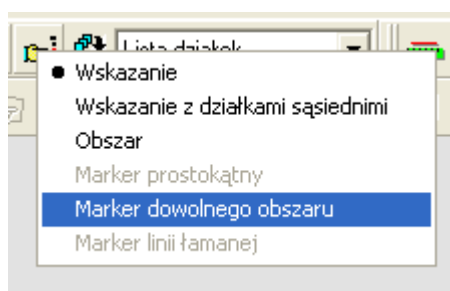 Lista działek
Wskazanie
Wskazanie z działkami sąsiednimi
Obszar
Marker prostokątny
Marker dowolnego obszaru
Marker linii łamanej